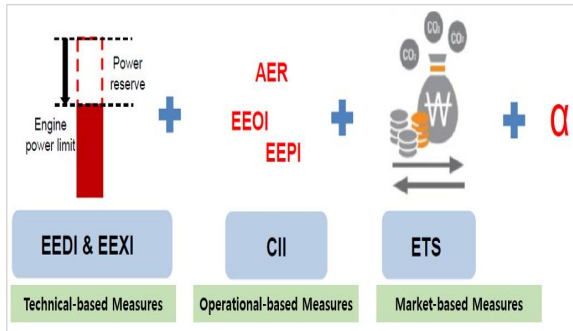 Power
reserve
Engine
power limit
+
AER
EEOI
EEPI
+
CO₂
CO₂
CO₂
₩
+
α
EEDI & EEXI
CII
ETS
Technical-based Measures
Operational-based Measures
Market-based Measures